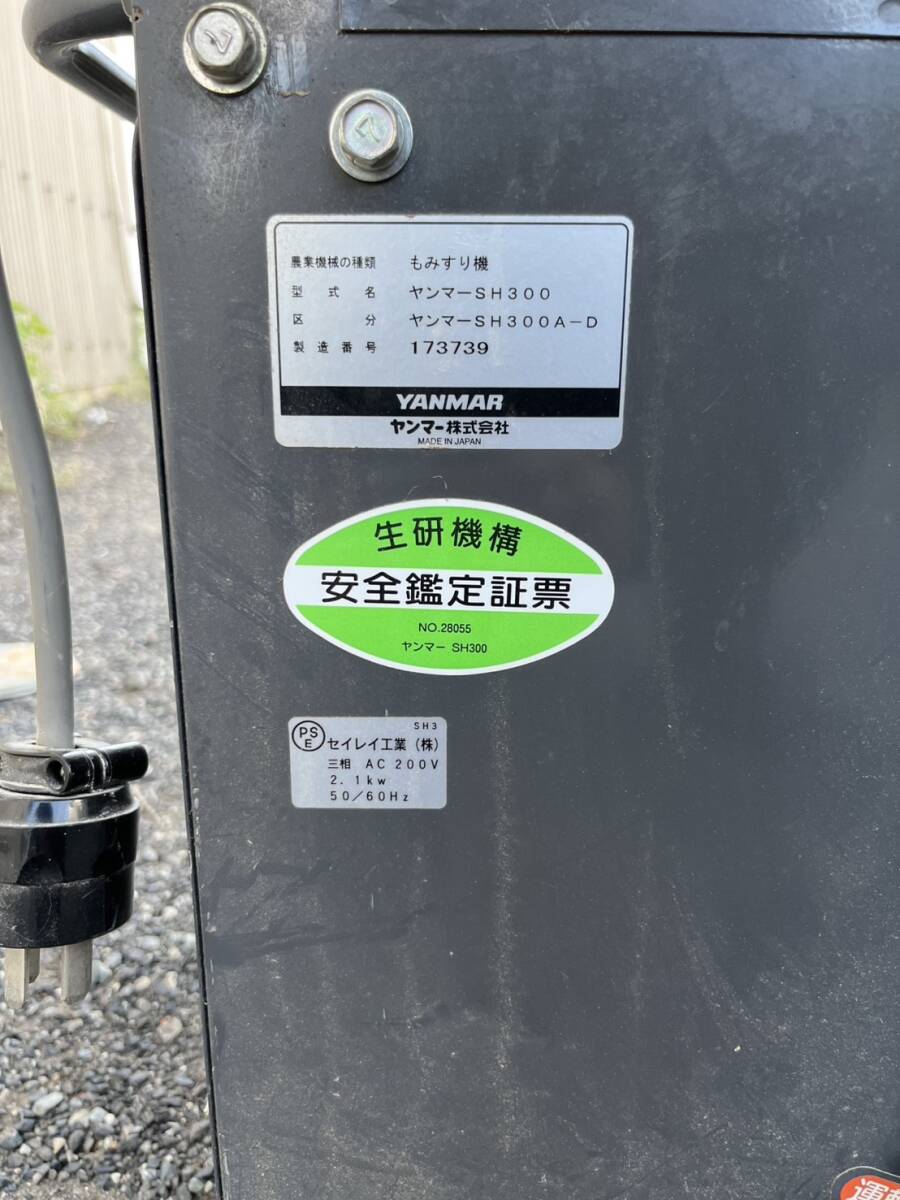 農業機械の種類 もみすり機
型式名 ヤンマーSH300
区分 ヤンマーSH300A-D
製造番号 173739
YANMAR
ヤンマー株式会社
MADE IN JAPAN
生研機構
安全鑑定証票
NO.28055
ヤンマー SH300
SH3
PS
E
セイレイ工業(株)
三相 AC 200V
2.1kw
50/60Hz